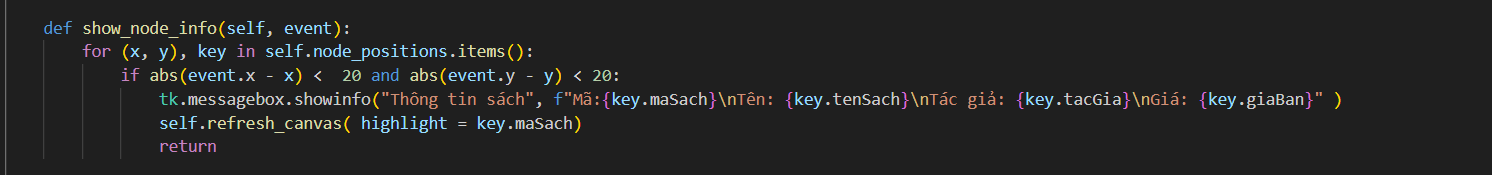 def show_node_info(self, event):
for (x, y), key in self.node_positions.items():
if abs(event.x - x) <  20 and abs(event.y - y) < 20:
tk.messagebox.showinfo("Thông tin sách", f"Mã:{key.maSach}\nTên: {key.tenSach}\nTác giả: {key.tacGia}\nGiá: {key.giaBan}" )
self.refresh_canvas( highlight = key.maSach)
return